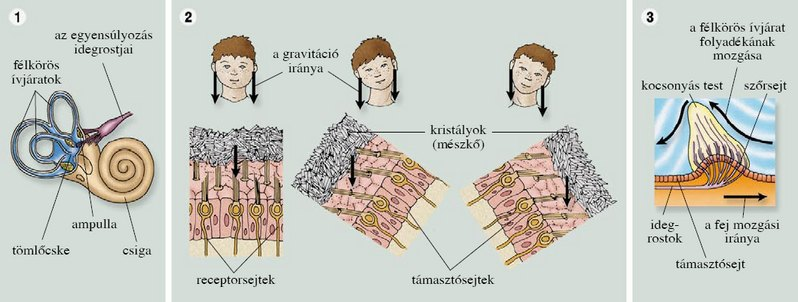 1
az egyensúlyozás
idegrostjai
félkörös
ívjáratok
ampulla
tömlőcske
csiga
2
a gravitáció
iránya
kristályok
(mészkő)
receptorsejtek
támasztósejtek
3
a félkörös ívjárat
folyadékának
mozgása
kocsonyás test
szőrsejt
ideg-
rostok
a fej mozgási
iránya
támasztósejt